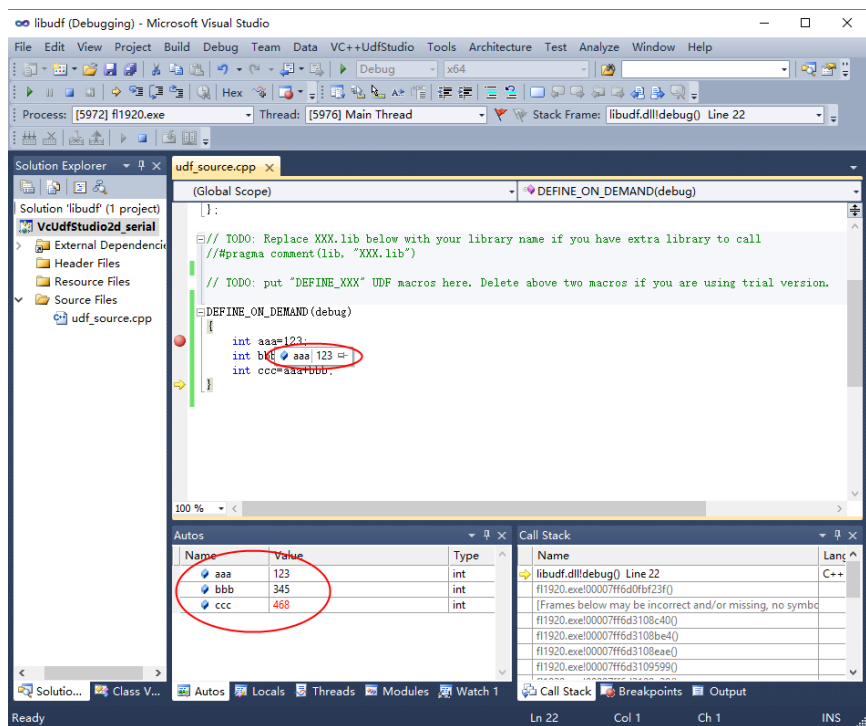 libudf (Debugging) - Microsoft Visual Studio
File Edit View Project Build Debug Team Data VC++UdfStudio Tools Architecture Test Analyze Window Help
Debug x64
Hex
Process: [5972] fl1920.exe Thread: [5976] Main Thread Stack Frame: libudf.dll!debug() Line 22
Solution Explorer
udf_source.cpp
(Global Scope) DEFINE_ON_DEMAND(debug)
Solution 'libudf' (1 project)
VcUdfStudio2d_serial
External Dependencie
Header Files
Resource Files
Source Files
udf_source.cpp
};
// TODO: Replace XXX.lib below with your library name if you have extra library to call
//#pragma comment(lib, "XXX.lib")
// TODO: put "DEFINE_XXX" UDF macros here. Delete above two macros if you are using trial version.
DEFINE_ON_DEMAND(debug)
{
int aaa=123;
int bbb aaa 123
int ccc=aaa+bbb;
}
100 %
Autos
Name Value Type
aaa 123 int
bbb 345 int
ccc 468 int
Call Stack
Name Lang
libudf.dll!debug() Line 22 C++
fl1920.exe!00007ff6d0fbf23f()
[Frames below may be incorrect and/or missing, no symbo
fl1920.exe!00007ff6d3108c40()
fl1920.exe!00007ff6d3108be4()
fl1920.exe!00007ff6d3108eae()
fl1920.exe!00007ff6d3109599()
Solutio... Class V... Autos Locals Threads Modules Watch 1 Call Stack Breakpoints Output
Ready Ln 22 Col 1 Ch 1 INS